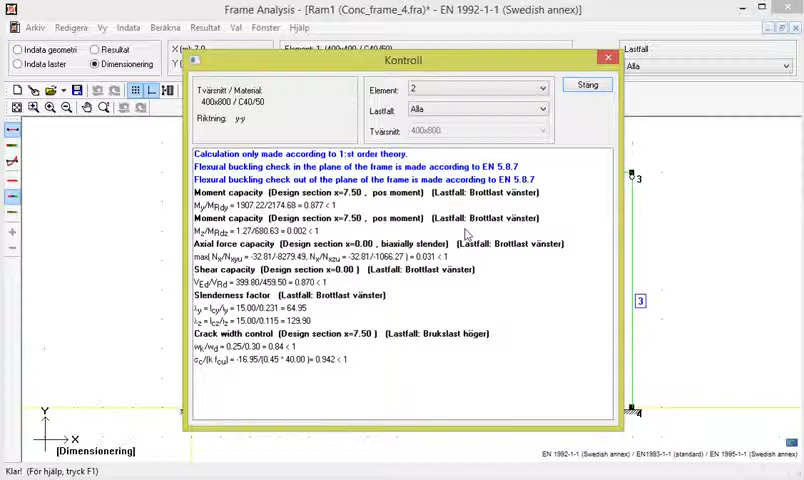 Frame Analysis - [Ram1 (Conc_frame_4.fra)* - EN 1992-1-1 (Swedish annex)]
Arkiv Redigera Vy Indata Beräkna Resultat Val Fönster Hjälp
Indata geometri Resultat
Indata laster Dimensionering
Lastfall
Alla
Kontroll
Tvärsnitt / Material:
400x800 / C40/50
Riktning: y-y
Element: 2
Lastfall: Alla
Tvärsnitt: 400x800
Stäng
Calculation only made according to 1:st order theory.
Flexural buckling check in the plane of the frame is made according to EN 5.8.7
Flexural buckling check out of the plane of the frame is made according to EN 5.8.7
Moment capacity (Design section x=7.50 , pos moment) (Lastfall: Brottlast vänster)
My/MRdy = 1907.22/2174.68 = 0.877 < 1
Moment capacity (Design section x=7.50 , pos moment) (Lastfall: Brottlast vänster)
Mz/MRdz = 1.27/680.63 = 0.002 < 1
Axial force capacity (Design section x=0.00 , biaxially slender) (Lastfall: Brottlast vänster)
max( Nx/Nxyu = -32.81/-8279.49, Nx/Nxzu = -32.81/-1066.27 ) = 0.031 < 1
Shear capacity (Design section x=0.00 ) (Lastfall: Brottlast vänster)
VEd/VRd = 399.80/459.50 = 0.870 < 1
Slenderness factor (Lastfall: Brottlast vänster)
λy = lcy/iy = 15.00/0.231 = 64.95
λz = lcz/iz = 15.00/0.115 = 129.90
Crack width control (Design section x=7.50 ) (Lastfall: Brukslast höger)
wk/wd = 0.25/0.30 = 0.84 < 1
σc/(k fcu) = -16.95/(0.45 * 40.00 )= 0.942 < 1
3
3
4
Y
X
[Dimensionering]
EN 1992-1-1 (Swedish annex) / EN1993-1-1 (standard) / EN 1995-1-1 (Swedish annex)
Klar! (För hjälp, tryck F1)